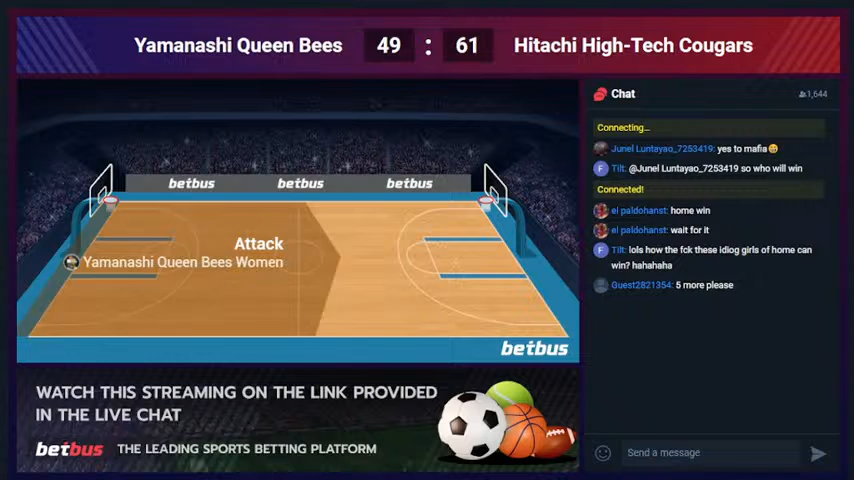 Yamanashi Queen Bees 49 : 61 Hitachi High-Tech Cougars
betbus betbus betbus
Attack
Yamanashi Queen Bees Women
betbus
WATCH THIS STREAMING ON THE LINK PROVIDED
IN THE LIVE CHAT
betbus THE LEADING SPORTS BETTING PLATFORM
Chat 1,644
Connecting...
Junel Luntayao_7253419: yes to mafia😀
F Tilt: @Junel Luntayao_7253419 so who will win
Connected!
el paldohanst: home win
el paldohanst: wait for it
F Tilt: lols how the fck these idiog girls of home can
win? hahahaha
Guest2821354: 5 more please
Send a message